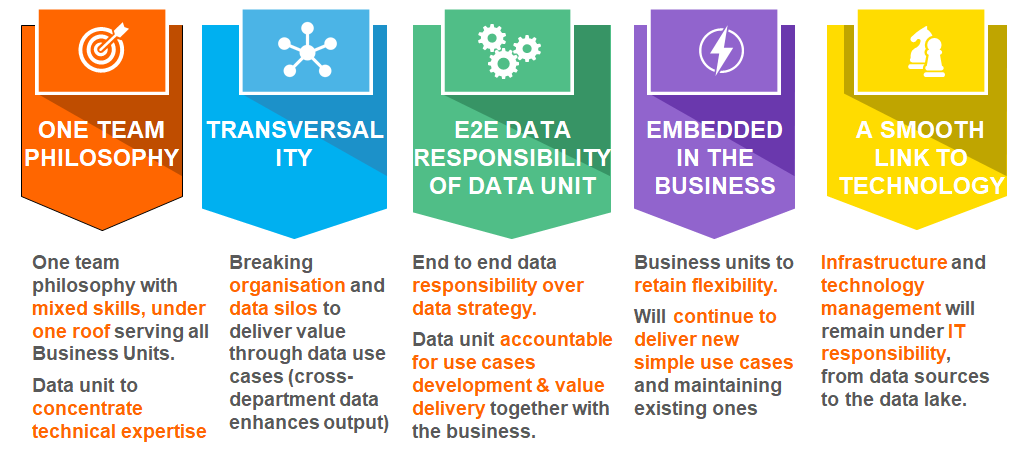 ONE TEAM
PHILOSOPHY
One team
philosophy with
mixed skills, under
one roof serving all
Business Units.
Data unit to
concentrate
technical expertise
TRANSVERSAL
ITY
Breaking
organisation and
data silos to
deliver value
through data use
cases (cross-
department data
enhances output)
E2E DATA
RESPONSIBILITY
OF DATA UNIT
End to end data
responsibility over
data strategy.
Data unit accountable
for use cases
development & value
delivery together with
the business.
EMBEDDED
IN THE
BUSINESS
Business units to
retain flexibility.
Will continue to
deliver new
simple use cases
and maintaining
existing ones
A SMOOTH
LINK TO
TECHNOLOGY
Infrastructure and
technology
management will
remain under IT
responsibility,
from data sources
to the data lake.